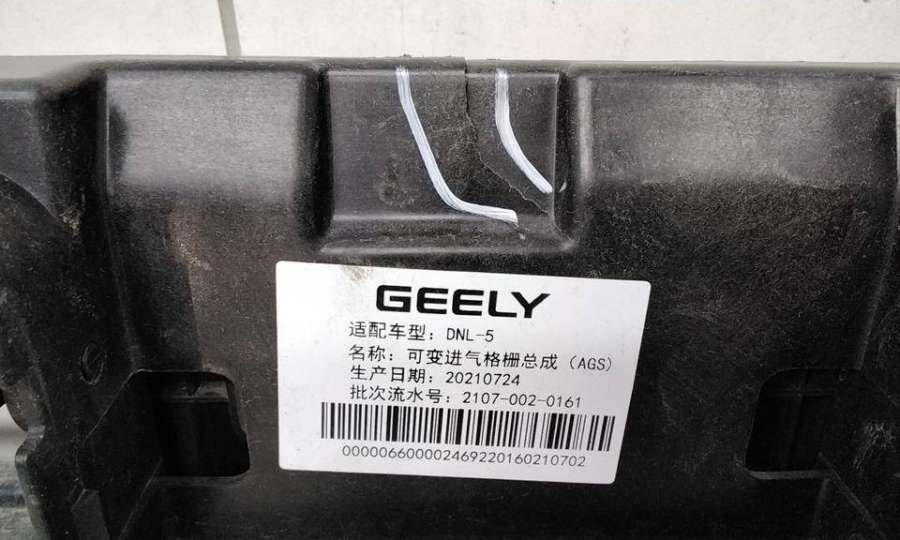 GEELY
适配车型：DNL-5
名称：可变进气格栅总成（AGS）
生产日期：20210724
批次流水号：2107-002-0161
000006600002469220160210702